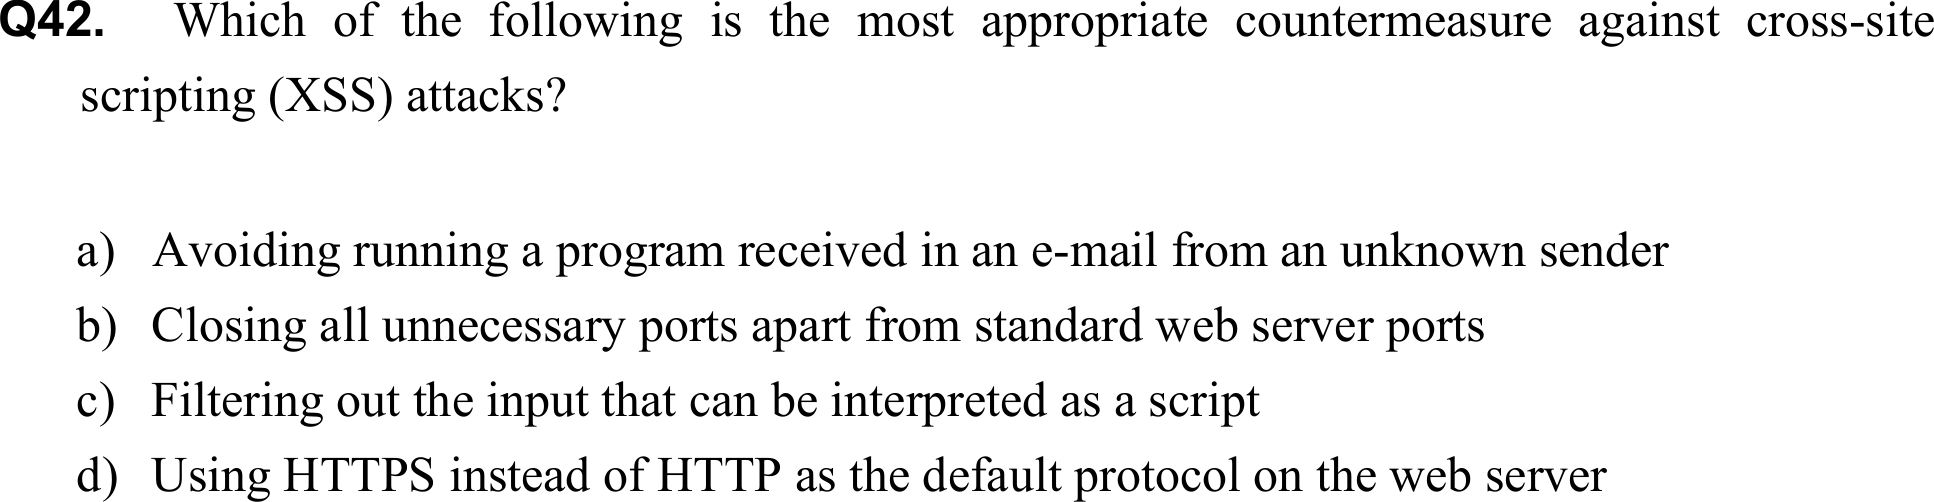 Q42. Which of the following is the most appropriate countermeasure against cross-site
scripting (XSS) attacks?
a) Avoiding running a program received in an e-mail from an unknown sender
b) Closing all unnecessary ports apart from standard web server ports
c) Filtering out the input that can be interpreted as a script
d) Using HTTPS instead of HTTP as the default protocol on the web server